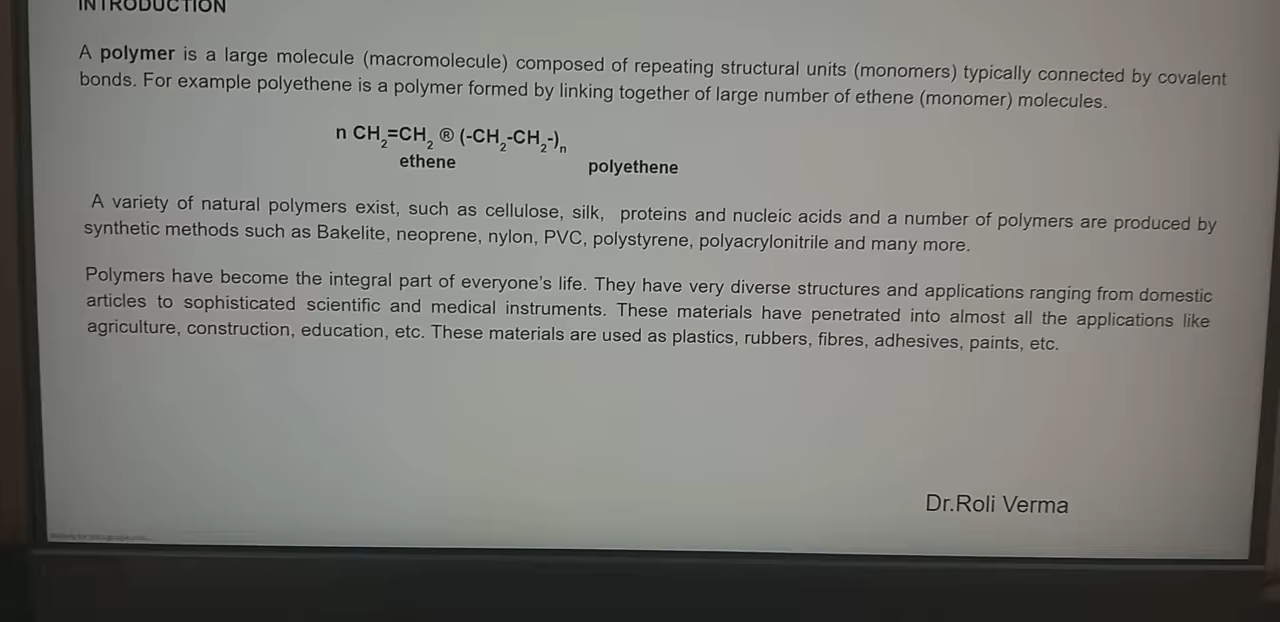 INTRODUCTION
A polymer is a large molecule (macromolecule) composed of repeating structural units (monomers) typically connected by covalent
bonds. For example polyethene is a polymer formed by linking together of large number of ethene (monomer) molecules.
n CH₂=CH₂ ® (-CH₂-CH₂-)ₙ
ethene polyethene
A variety of natural polymers exist, such as cellulose, silk, proteins and nucleic acids and a number of polymers are produced by
synthetic methods such as Bakelite, neoprene, nylon, PVC, polystyrene, polyacrylonitrile and many more.
Polymers have become the integral part of everyone's life. They have very diverse structures and applications ranging from domestic
articles to sophisticated scientific and medical instruments. These materials have penetrated into almost all the applications like
agriculture, construction, education, etc. These materials are used as plastics, rubbers, fibres, adhesives, paints, etc.
Dr.Roli Verma